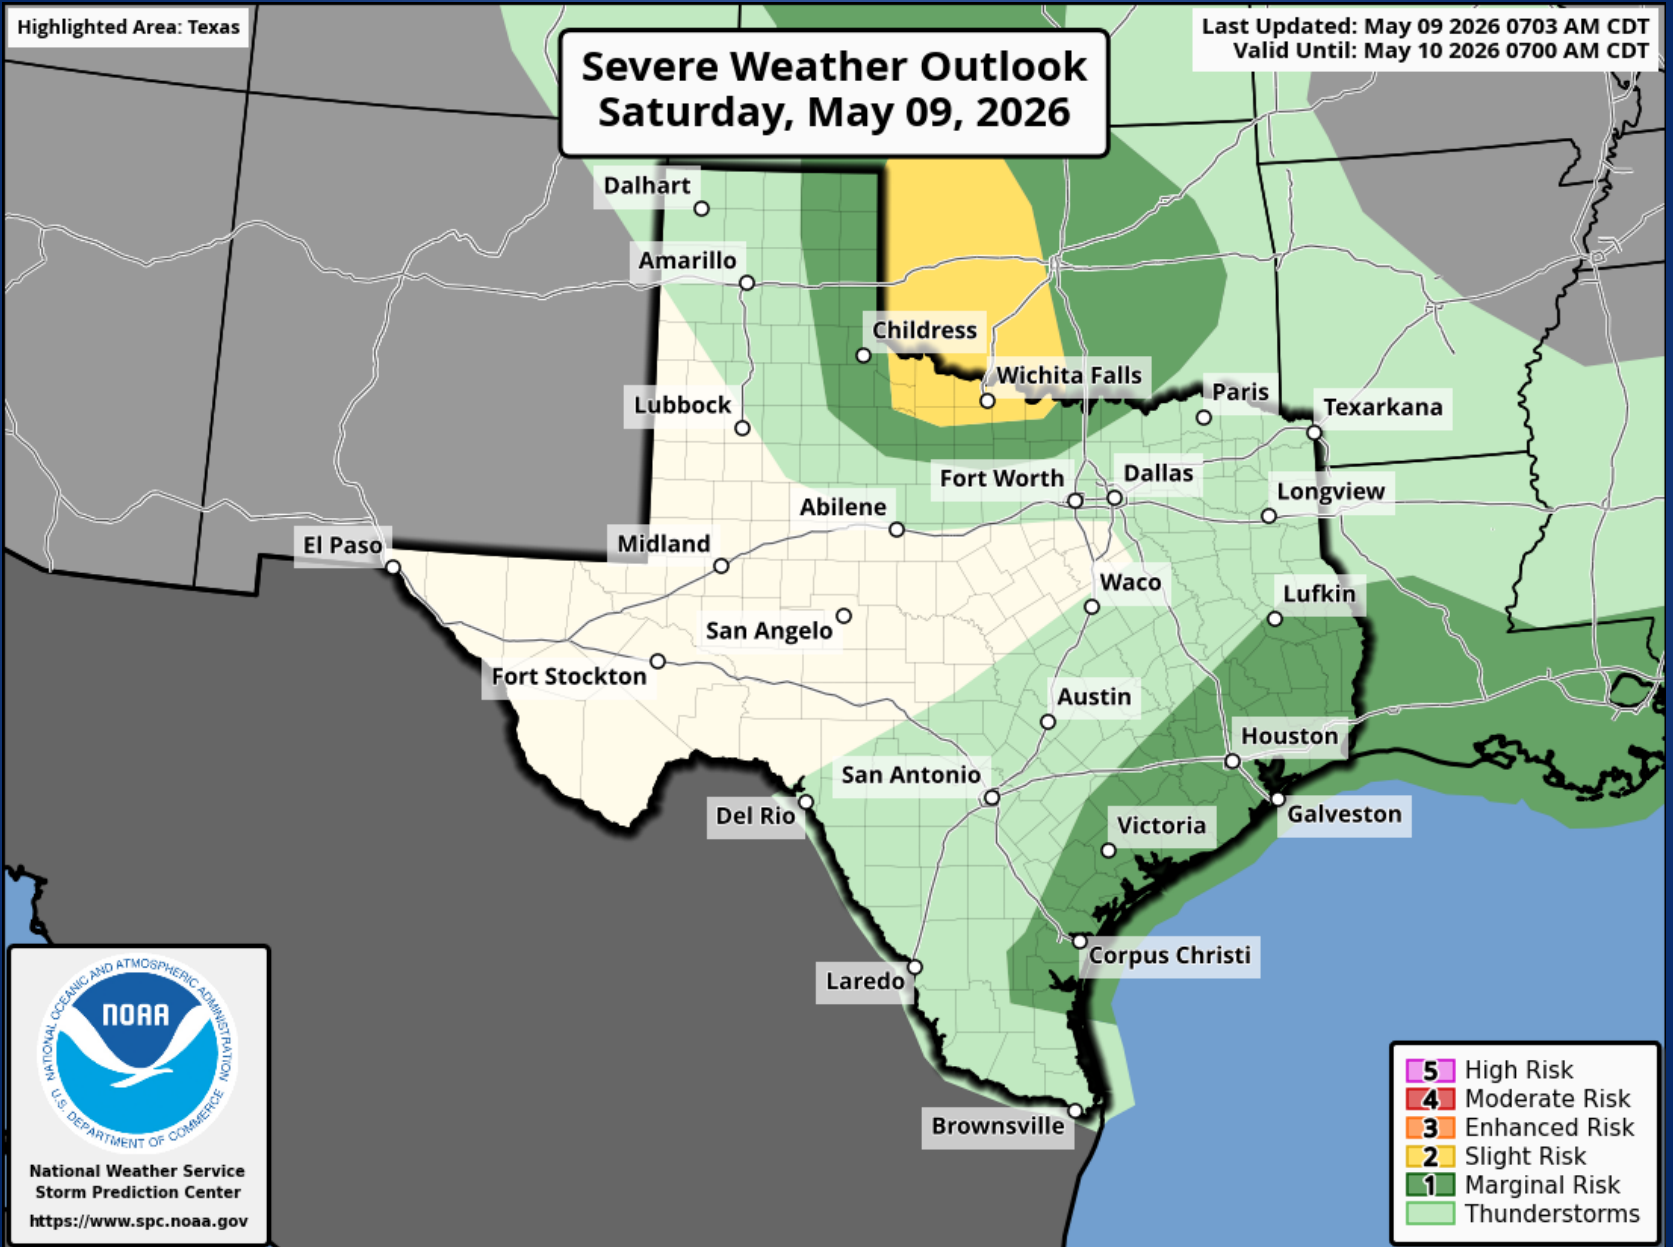 Highlighted Area: Texas
Severe Weather Outlook
Saturday, May 09, 2026
Last Updated: May 09 2026 0703 AM CDT
Valid Until: May 10 2026 0700 AM CDT
Dalhart
Amarillo
Childress
Wichita Falls
Paris
Texarkana
Lubbock
Fort Worth
Dallas
Longview
Abilene
El Paso
Midland
Waco
Lufkin
San Angelo
Fort Stockton
Austin
Houston
San Antonio
Del Rio
Victoria
Galveston
Corpus Christi
Laredo
Brownsville
NATIONAL OCEANIC AND ATMOSPHERIC ADMINISTRATION
NOAA
U.S. DEPARTMENT OF COMMERCE
National Weather Service
Storm Prediction Center
https://www.spc.noaa.gov
5 High Risk
4 Moderate Risk
3 Enhanced Risk
2 Slight Risk
1 Marginal Risk
Thunderstorms